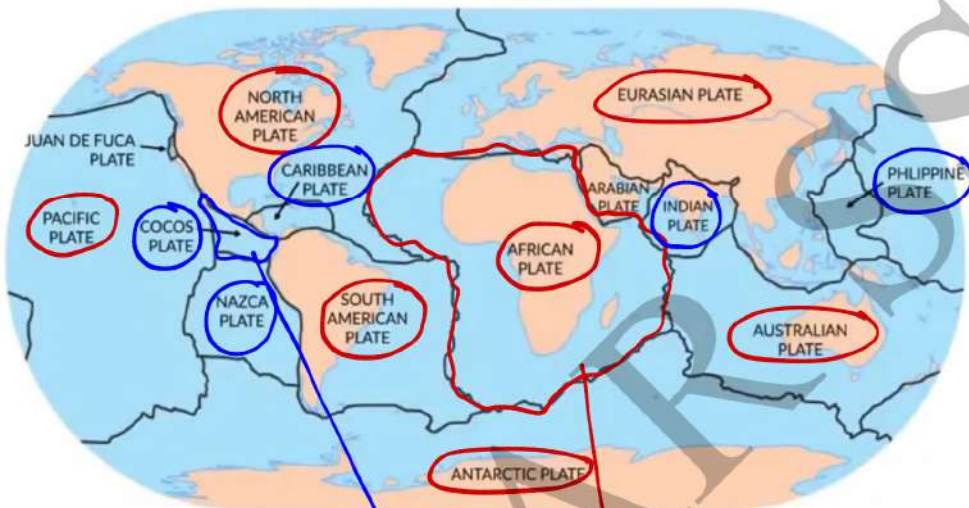 NORTH
AMERICAN
PLATE
EURASIAN PLATE
JUAN DE FUCA
PLATE
CARIBBEAN
PLATE
ARABIAN
PLATE
INDIAN
PLATE
PHLIPPINE
PLATE
PACIFIC
PLATE
COCOS
PLATE
AFRICAN
PLATE
NAZCA
PLATE
SOUTH
AMERICAN
PLATE
AUSTRALIAN
PLATE
ANTARCTIC PLATE